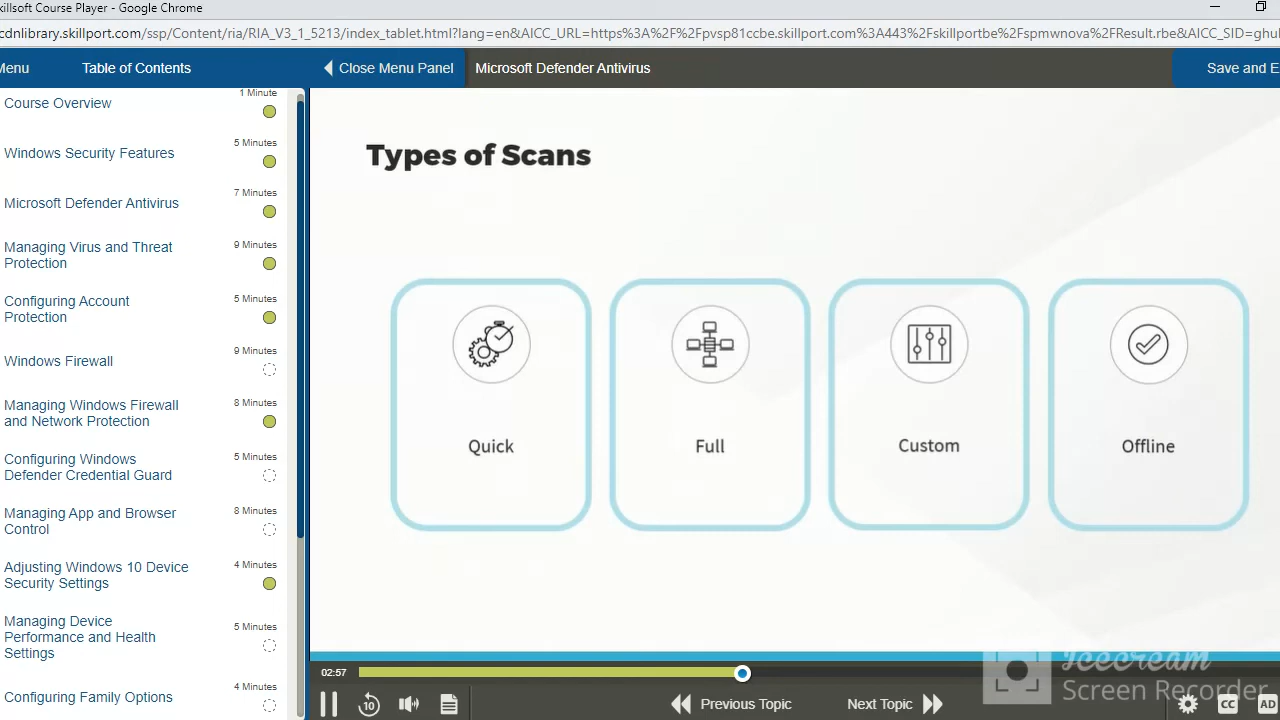 skillsoft Course Player - Google Chrome
cdnlibrary.skillport.com/ssp/Content/ria/RIA_V3_1_5213/index_tablet.html?lang=en&AICC_URL=https%3A%2F%2Fpvsp81ccbe.skillport.com%3A443%2Fskillportbe%2Fspmwnova%2FResult.rbe&AICC_SID=ghul
Menu
Table of Contents
Close Menu Panel
Microsoft Defender Antivirus
Save and E
1 Minute
Course Overview
5 Minutes
Windows Security Features
7 Minutes
Microsoft Defender Antivirus
9 Minutes
Managing Virus and Threat
Protection
5 Minutes
Configuring Account
Protection
9 Minutes
Windows Firewall
8 Minutes
Managing Windows Firewall
and Network Protection
5 Minutes
Configuring Windows
Defender Credential Guard
8 Minutes
Managing App and Browser
Control
4 Minutes
Adjusting Windows 10 Device
Security Settings
5 Minutes
Managing Device
Performance and Health
Settings
4 Minutes
Configuring Family Options
Types of Scans
Quick
Full
Custom
Offline
02:57
10
Previous Topic
Next Topic
CC
AD
Icecream
Screen Recorder